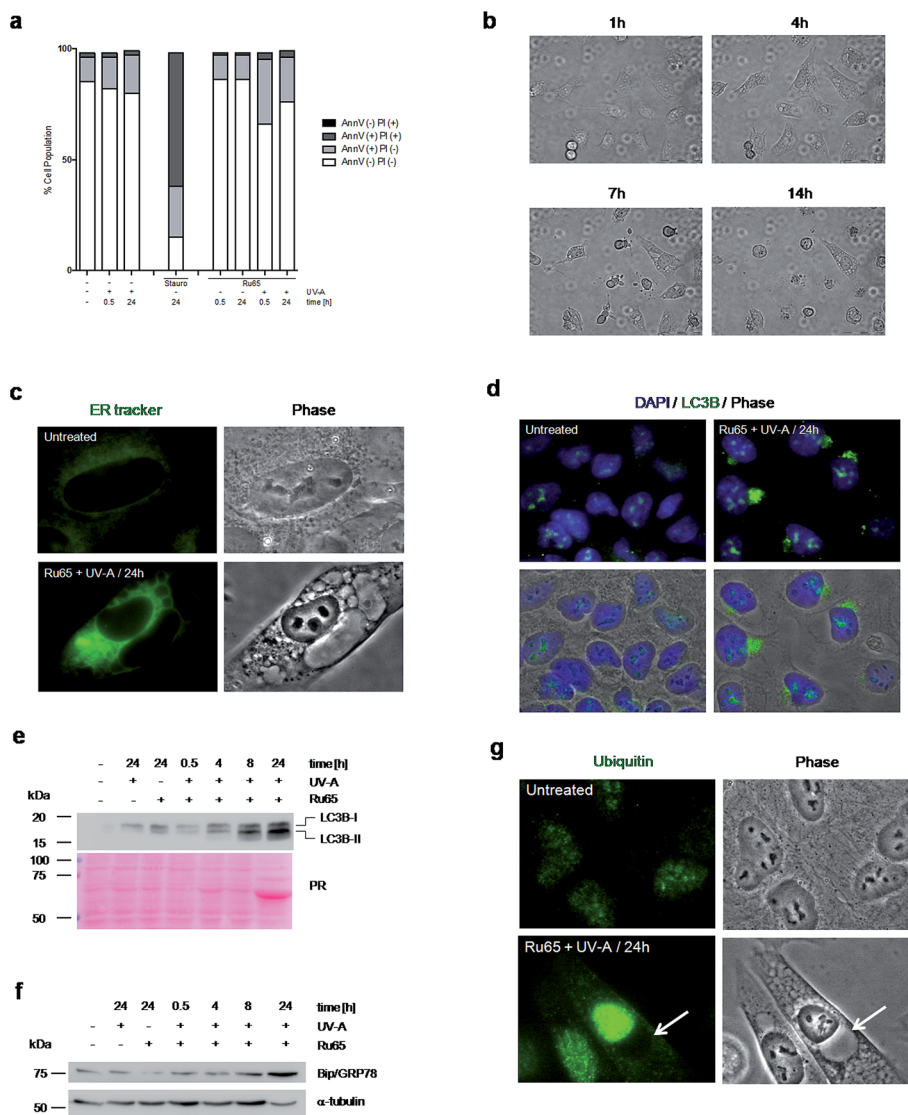 a
100
50
0
% Cell Population
AnnV (-) PI (+)
AnnV (+) PI (+)
AnnV (+) PI (-)
AnnV (-) PI (-)
Stauro
Ru65
- + + - - - + + UV-A
- 0.5 24 24 0.5 24 0.5 24 time [h]
b
1h
4h
7h
14h
c
ER tracker
Phase
Untreated
Ru65 + UV-A / 24h
d
DAPI / LC3B / Phase
Untreated
Ru65 + UV-A / 24h
e
- 24 24 0.5 4 8 24 time [h]
- + - + + + + UV-A
- - + + + + + Ru65
kDa
20
15
LC3B-I
LC3B-II
100
75
50
PR
f
24 24 0.5 4 8 24 time [h]
- + - + + + + UV-A
- - + + + + + Ru65
kDa
75
Bip/GRP78
50
α-tubulin
g
Ubiquitin
Phase
Untreated
Ru65 + UV-A / 24h